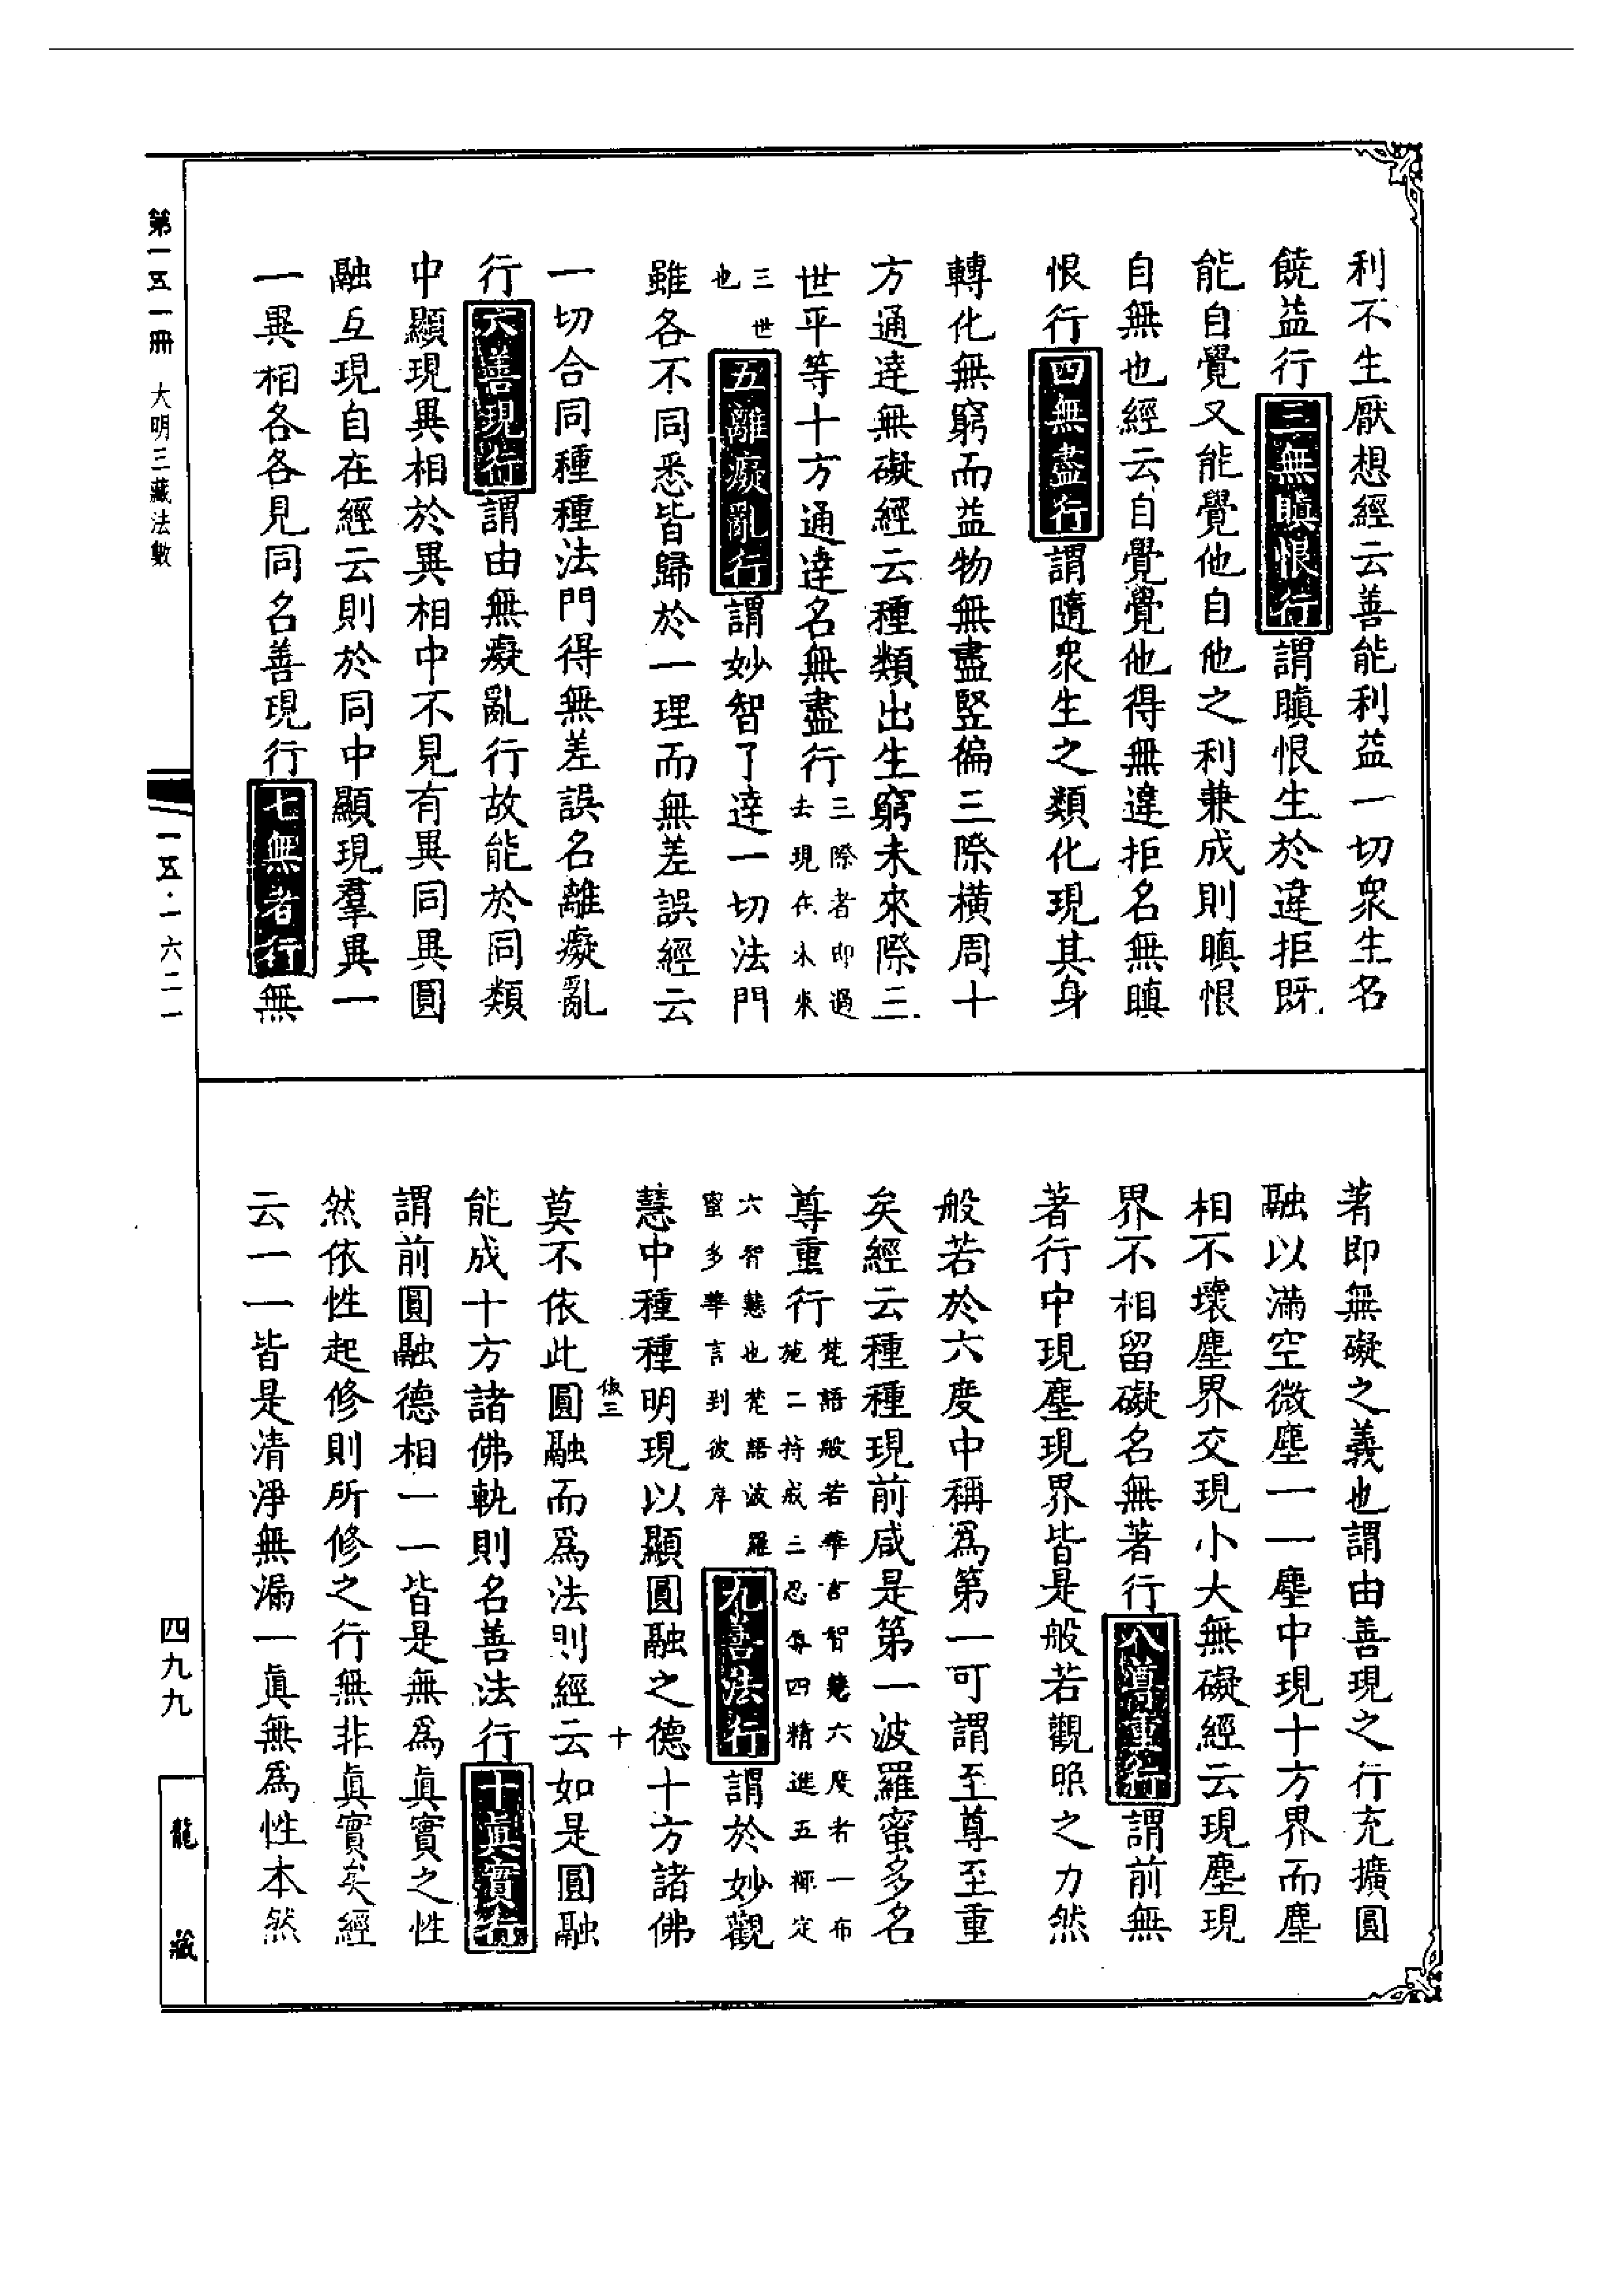 利不生厭想經云善能利益一切衆生名
饒益行三無瞋恨行謂瞋恨生於違拒旣
能自覺又能覺他自他之利兼成則瞋恨
自無也經云自覺覺他得無違拒名無瞋
恨行四無盡行謂隨衆生之類化現其身
轉化無窮而益物無盡竪徧三際橫周十
方通達無礙經云種類出生窮未來際三
世平等十方通達名無盡行三際者即過
去現在未來
三世
也五離癡亂行謂妙智了達一切法門
雖各不同悉皆歸於一理而無差誤經云
一切合同種種法門得無差誤名離癡亂
行六善現行謂由無癡亂行故能於同類
中顯現異相於異相中不見有異同異圓
融互現自在經云則於同中顯現羣異一
一異相各各見同名善現行七無著行無
著即無礙之義也謂由善現之行充擴圓
融以滿空微塵一一塵中現十方界而塵
相不壞塵界交現小大無礙經云現塵現
界不相留礙名無著行八尊重行謂前無
著行中現塵現界皆是般若觀照之力然
般若於六度中稱爲第一可謂至尊至重
矣經云種種現前咸是第一波羅蜜多名
尊重行梵語般若華言智慧六度者一布
施二持戒三忍辱四精進五禪定
六智慧也梵語波羅
蜜多華言到彼岸九善法行謂於妙觀
慧中種種明現以顯圓融之德十方諸佛
莫不依此圓融而爲法則經云如是圓融
能成十方諸佛軌則名善法行十眞實行
謂前圓融德相一一皆是無爲眞實之性
然依性起修則所修之行無非眞實矣經
云一一皆是清淨無漏一眞無爲性本然
十
第一五一冊 大明三藏法數
一五·一六二一
四九九
龍藏